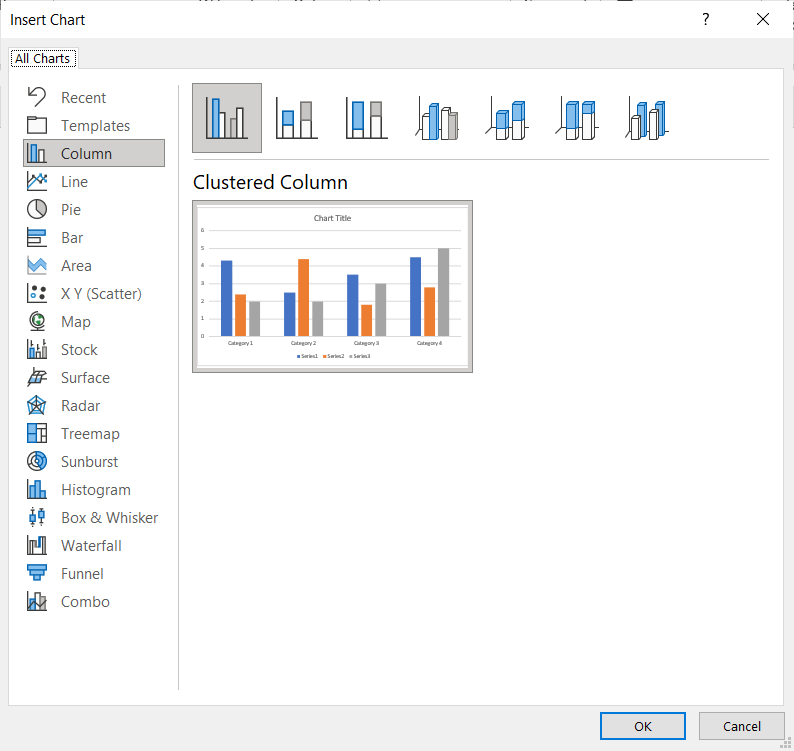 Insert Chart
?
All Charts
Recent
Templates
Column
Line
Pie
Bar
Area
X Y (Scatter)
Map
Stock
Surface
Radar
Treemap
Sunburst
Histogram
Box & Whisker
Waterfall
Funnel
Combo
Clustered Column
Chart Title
6
5
4
3
2
1
0
Category 1 Category 2 Category 3 Category 4
Series1 Series2 Series3
OK Cancel